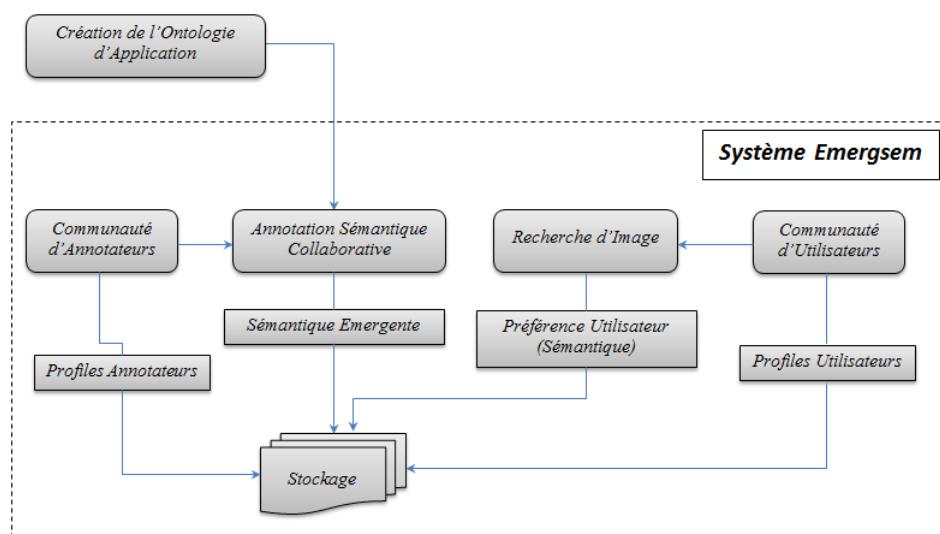 Création de l'Ontologie
d'Application
Système Emergsem
Communauté
d'Annotateurs
Annotation Sémantique
Collaborative
Recherche d'Image
Communauté
d'Utilisateurs
Sémantique Emergente
Préférence Utilisateur
(Sémantique)
Profiles Annotateurs
Profiles Utilisateurs
Stockage